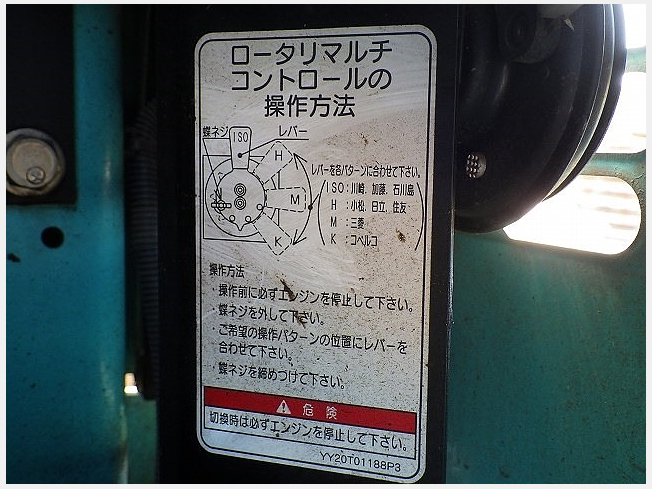 ロータリマルチ
コントロールの
操作方法
蝶ネジ
ISO
レバー
H
M
K
レバーを各パターンに合わせて下さい。
ISO:川崎、加藤、石川島
H :小松、日立、住友
M :三菱
K :コベルコ
操作方法
・操作前に必ずエンジンを停止して下さい。
・蝶ネジを外して下さい。
・ご希望の操作パターンの位置にレバーを
合わせて下さい。
・蝶ネジを締めつけて下さい。
危険
切換時は必ずエンジンを停止して下さい。
YY20T01188P3